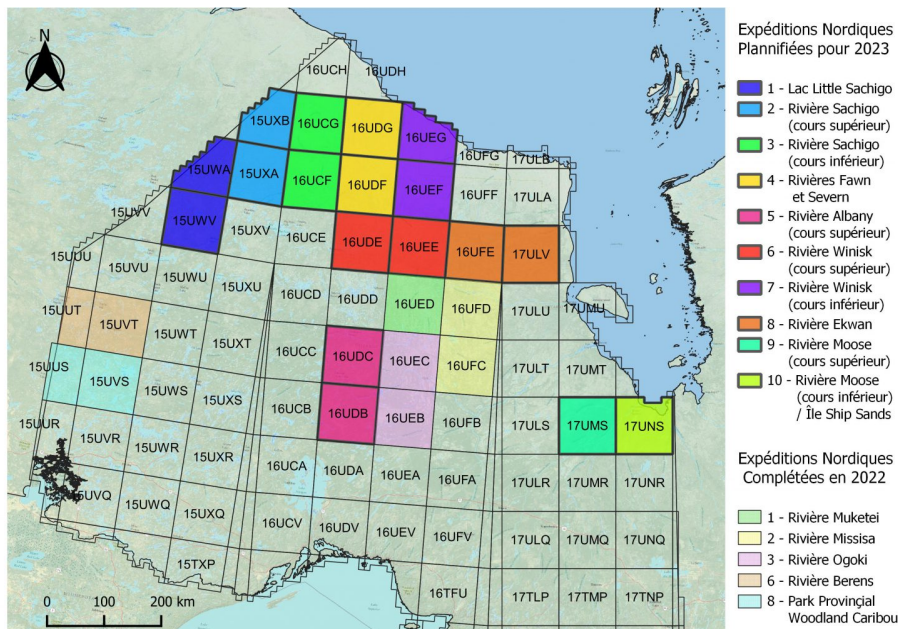 N
16UCH
16UDH
15UXB
16UCG
16UDG
16UEG
16UFG
17ULB
15UWA
15UXA
16UCF
16UDF
16UEF
16UFF
17ULA
15UVV
15UWV
15UXV
16UCE
16UDE
16UEE
16UFE
17ULV
15UUU
15UVU
15UWU
15UXU
16UCD
16UDD
16UED
16UFD
17ULU
17UMU
15UUT
15UVT
15UWT
15UXT
16UCC
16UDC
16UEC
16UFC
17ULT
17UMT
15UUS
15UVS
15UWS
15UXS
16UCB
16UDB
16UEB
16UFB
17ULS
17UMS
17UNS
15UUR
15UVR
15UWR
15UXR
16UCA
16UDA
16UEA
16UFA
17ULR
17UMR
17UNR
15UVQ
15UWQ
15UXQ
16UCV
16UDV
16UEV
16UFV
17ULQ
17UMQ
17UNQ
15TXP
16TFU
17TLP
17TMP
17TNP
0 100 200 km
Expéditions Nordiques
Plannifiées pour 2023
1 - Lac Little Sachigo
2 - Rivière Sachigo
(cours supérieur)
3 - Rivière Sachigo
(cours inférieur)
4 - Rivières Fawn
et Severn
5 - Rivière Albany
(cours supérieur)
6 - Rivière Winisk
(cours supérieur)
7 - Rivière Winisk
(cours inférieur)
8 - Rivière Ekwan
9 - Rivière Moose
(cours supérieur)
10 - Rivière Moose
(cours inférieur)
/ Île Ship Sands
Expéditions Nordiques
Complétées en 2022
1 - Rivière Muketei
2 - Rivière Missisa
3 - Rivière Ogoki
6 - Rivière Berens
8 - Park Provinçial
Woodland Caribou